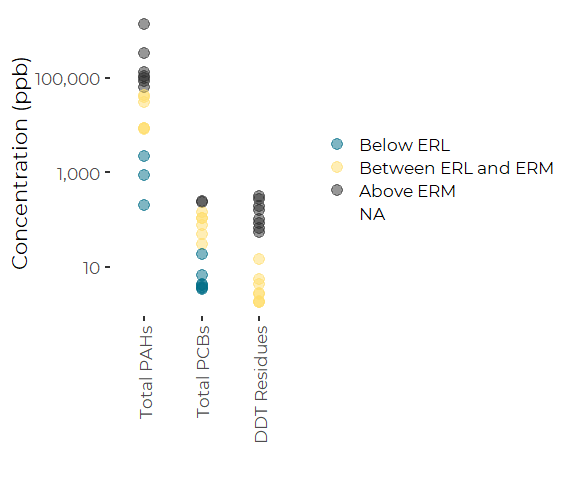 Concentration (ppb)
100,000
1,000
10
Total PAHs
Total PCBs
DDT Residues
Below ERL
Between ERL and ERM
Above ERM
NA